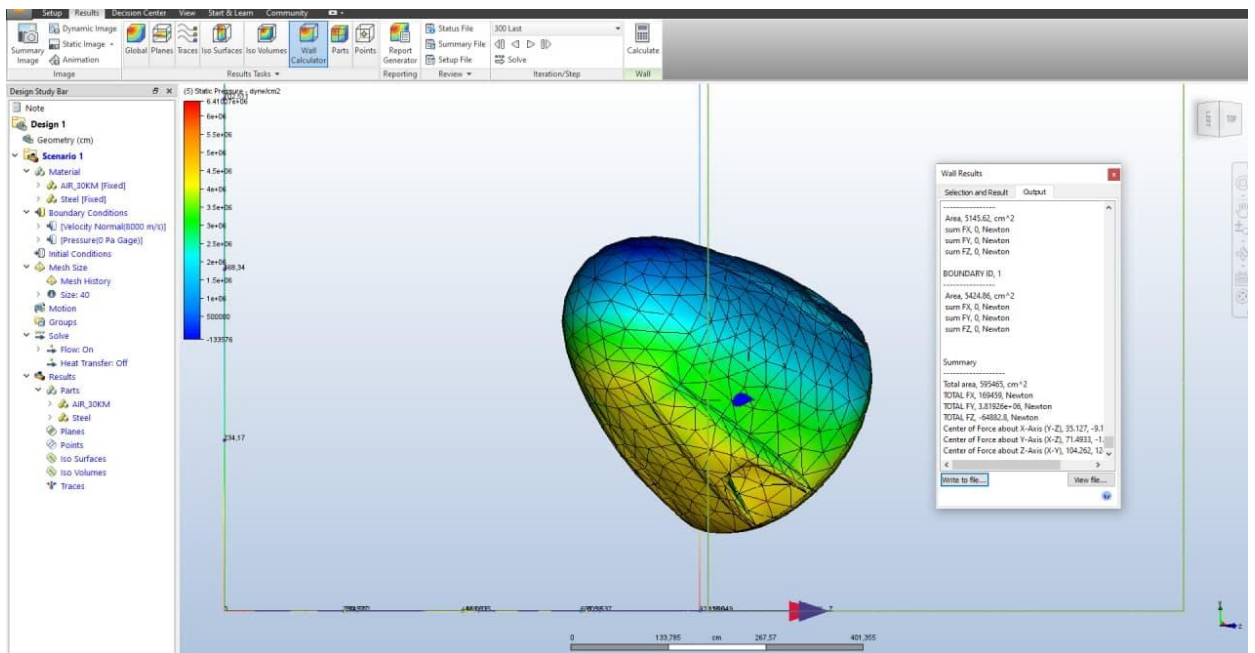 Setup Results Decision Center View Start & Learn Community
Summary Image
Dynamic Image
Static Image
Animation
Image
Global Planes Traces Iso Surfaces Iso Volumes Wall Calculator Parts Points
Results Tasks
Report Generator
Reporting
Status File
Summary File
Setup File
Review
300 Last
Solve
Iteration/Step
Calculate
Wall
Design Study Bar
Note
Design 1
Geometry (cm)
Scenario 1
Material
AIR_30KM [Fixed]
Steel [Fixed]
Boundary Conditions
[Velocity Normal(8000 m/s)]
[Pressure(0 Pa Gage)]
Initial Conditions
Mesh Size
Mesh History
Size: 40
Motion
Groups
Solve
Flow: On
Heat Transfer: Off
Results
Parts
AIR_30KM
Steel
Planes
Points
Iso Surfaces
Iso Volumes
Traces
(5) Static Pressure - dyne/cm2
6.41027e+06
6e+06
5.5e+06
5e+06
4.5e+06
4e+06
3.5e+06
3e+06
2.5e+06
2e+06
1.5e+06
1e+06
500000
-133576
234,17
LEFT
TOP
Wall Results
Selection and Result Output
----------------
Area, 5145.62, cm^2
sum FX, 0, Newton
sum FY, 0, Newton
sum FZ, 0, Newton
BOUNDARY ID, 1
----------------
Area, 5424.86, cm^2
sum FX, 0, Newton
sum FY, 0, Newton
sum FZ, 0, Newton
Summary
-------------------
Total area, 595465, cm^2
TOTAL FX, 169459, Newton
TOTAL FY, 3.81926e+06, Newton
TOTAL FZ, -64882.8, Newton
Center of Force about X-Axis (Y-Z), 35.127, -9.1
Center of Force about Y-Axis (X-Z), 71.4933, -1.
Center of Force about Z-Axis (X-Y), 104.262, 12
Write to file... View file...
0 133,785 cm 267,57 401,355
Y
Z